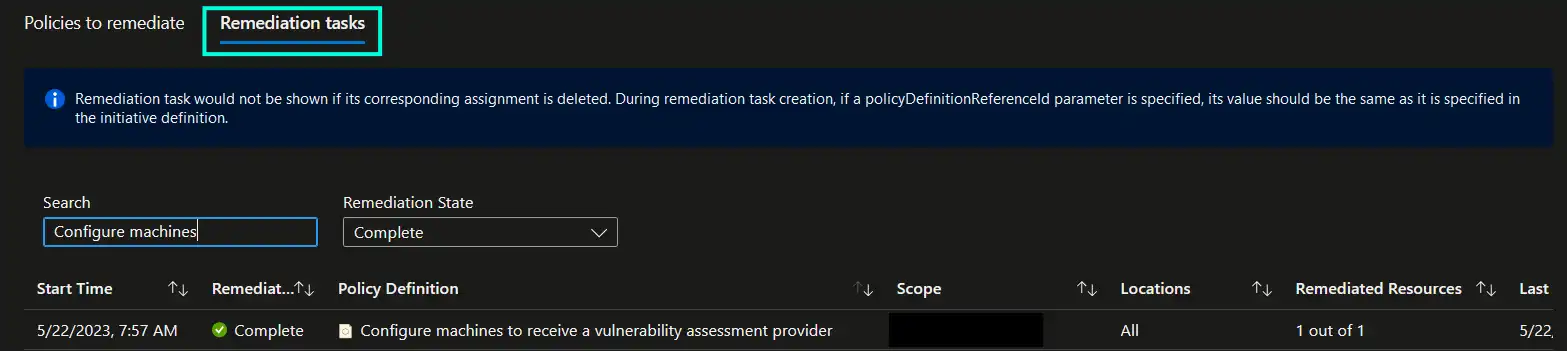 Policies to remediate Remediation tasks
Remediation task would not be shown if its corresponding assignment is deleted. During remediation task creation, if a policyDefinitionReferenceId parameter is specified, its value should be the same as it is specified in
the initiative definition.
Search Remediation State
Configure machines Complete
Start Time Remediat... Policy Definition Scope Locations Remediated Resources Last
5/22/2023, 7:57 AM Complete Configure machines to receive a vulnerability assessment provider All 1 out of 1 5/22,